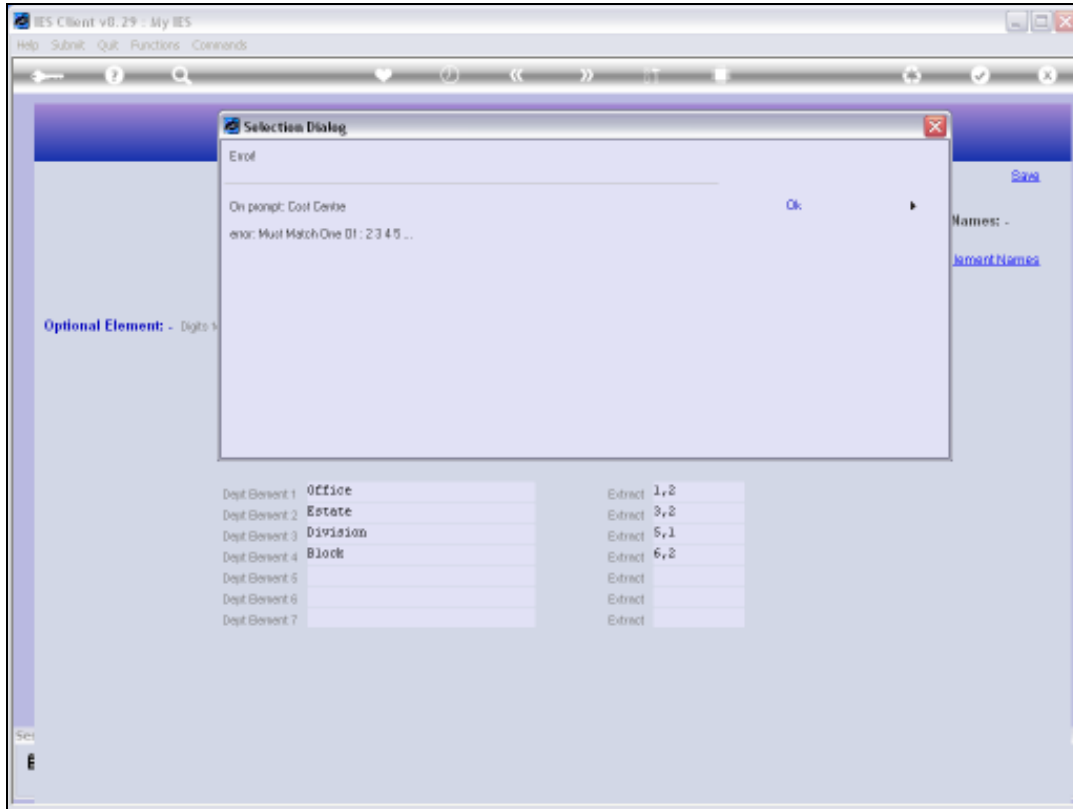 IES Client v8.29 : My IES
Help Submit Quit Functions Commands
Selection Dialog
Error!
Save
On prompt: Cost Centre
Ok
Names: -
error: Must Match One Of : 2 3 4 5 ...
lement Names
Optional Element: - Digits
Dept Element 1 Office Extract 1,2
Dept Element 2 Estate Extract 3,2
Dept Element 3 Division Extract 5,1
Dept Element 4 Block Extract 6,2
Dept Element 5 Extract
Dept Element 6 Extract
Dept Element 7 Extract